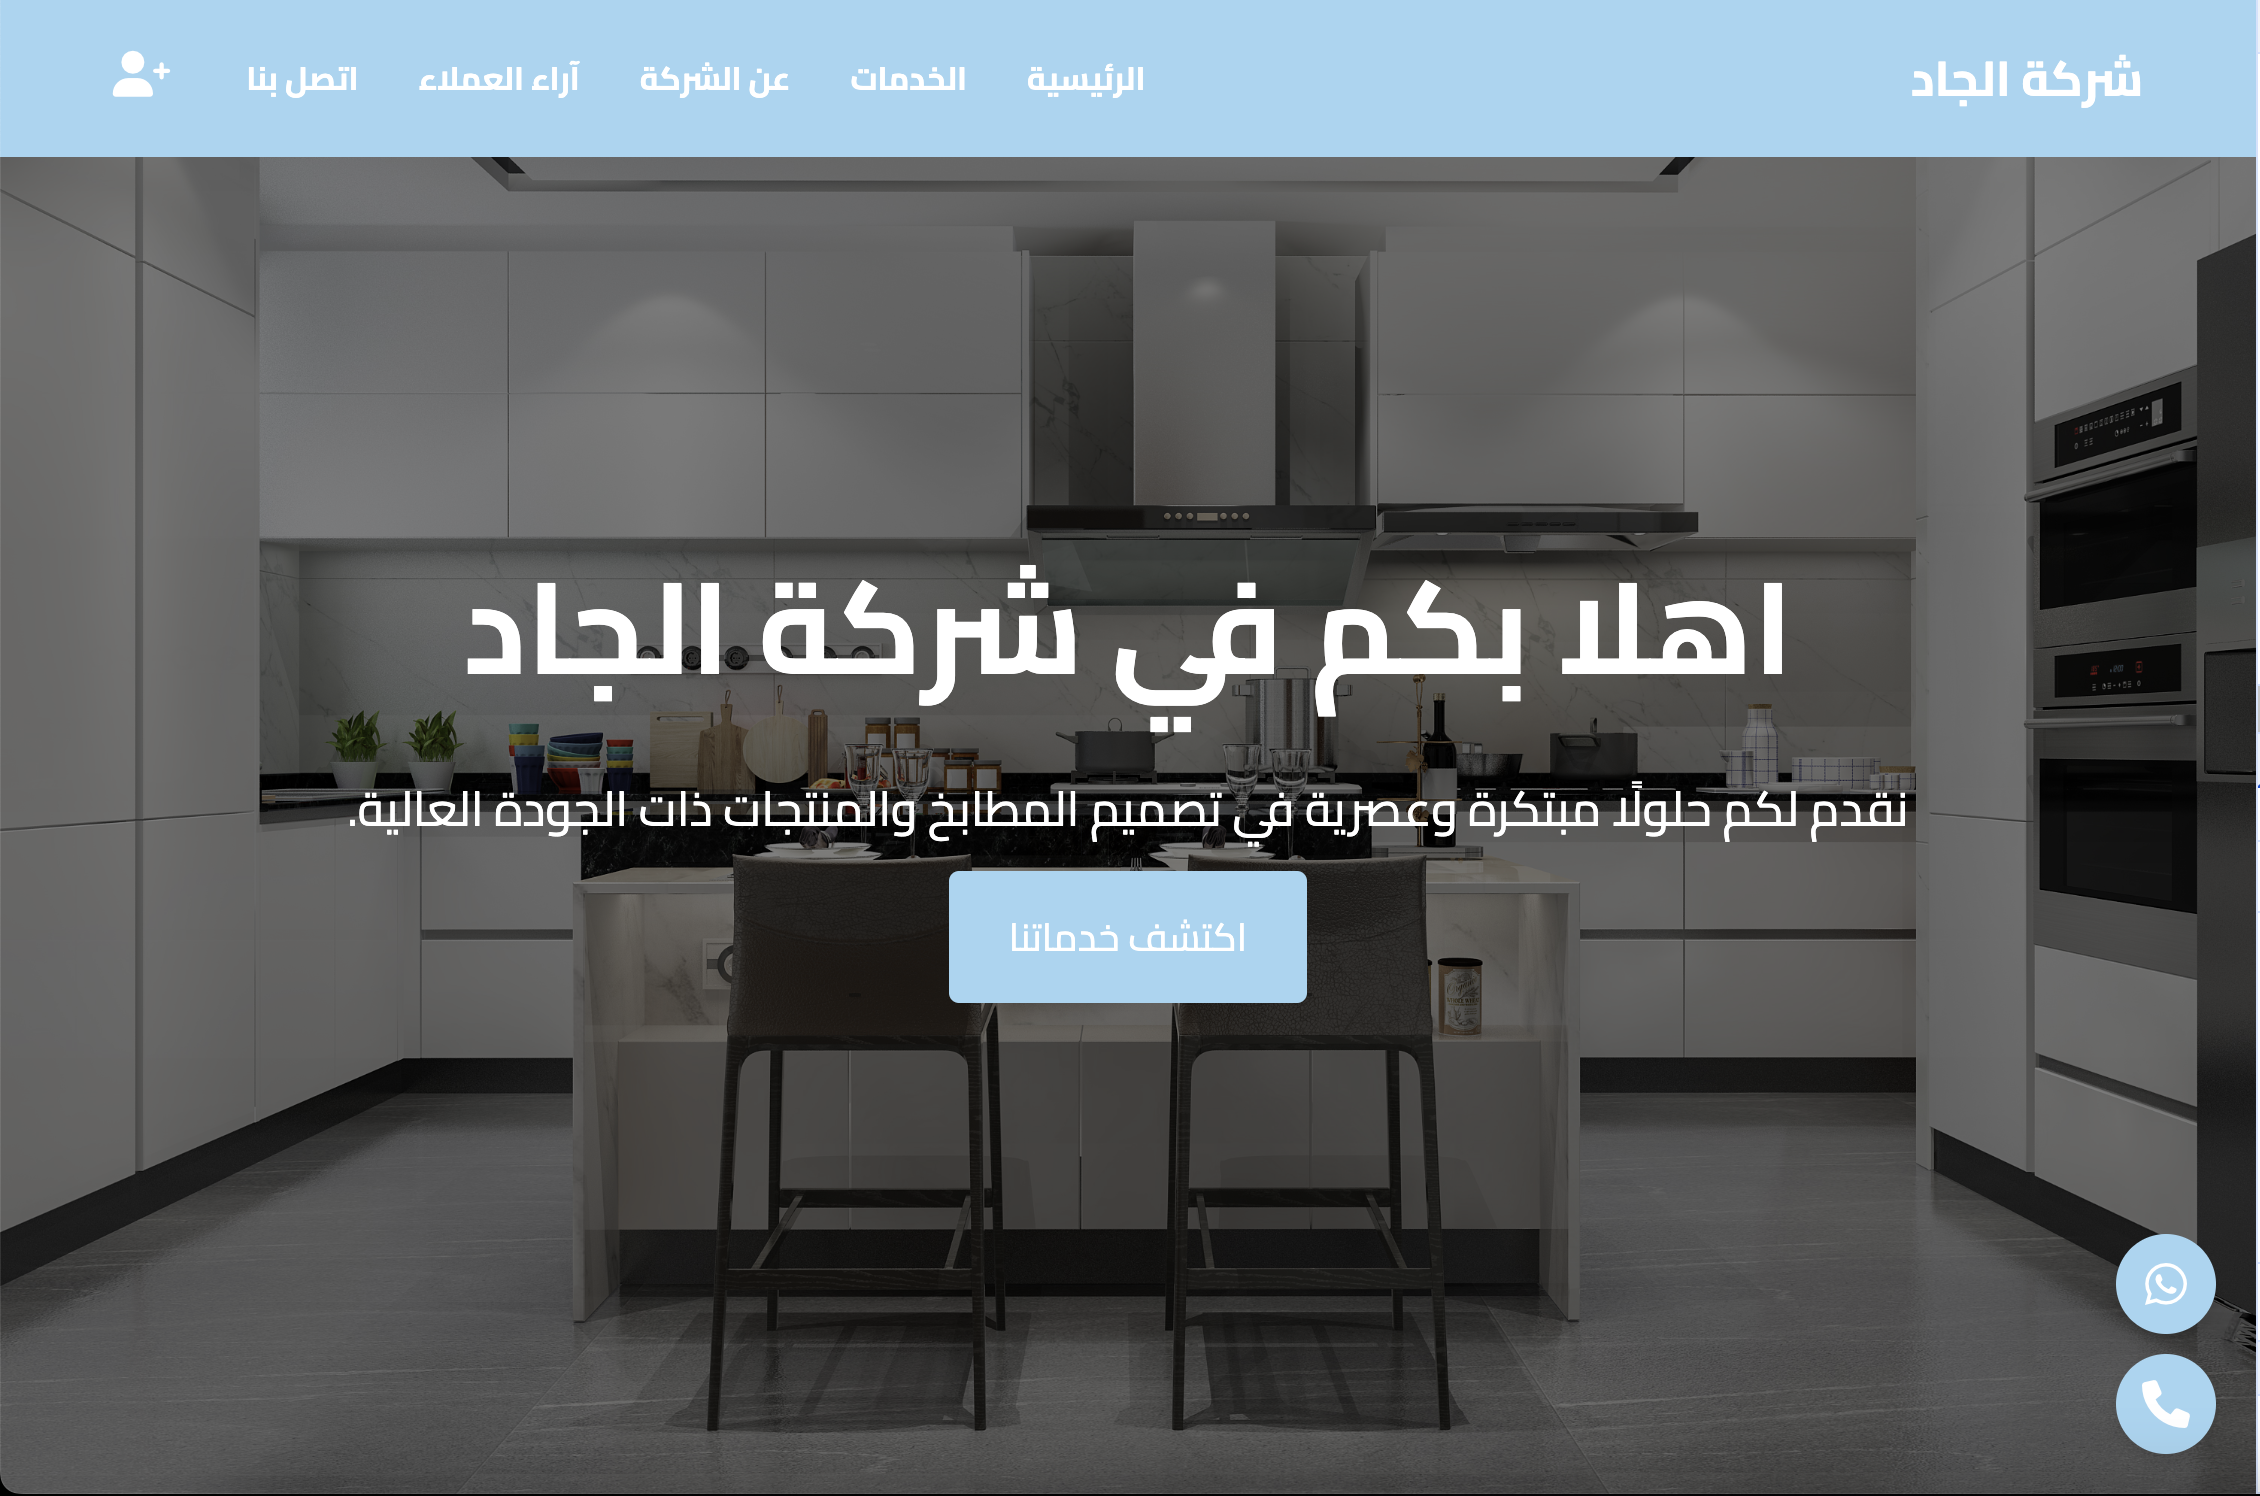 شركة الجاد
الرئيسية
الخدمات
عن الشركة
آراء العملاء
اتصل بنا
اهلا بكم في شركة الجاد
نقدم لكم حلولًا مبتكرة وعصرية في تصميم المطابخ والمنتجات ذات الجودة العالية.
اكتشف خدماتنا